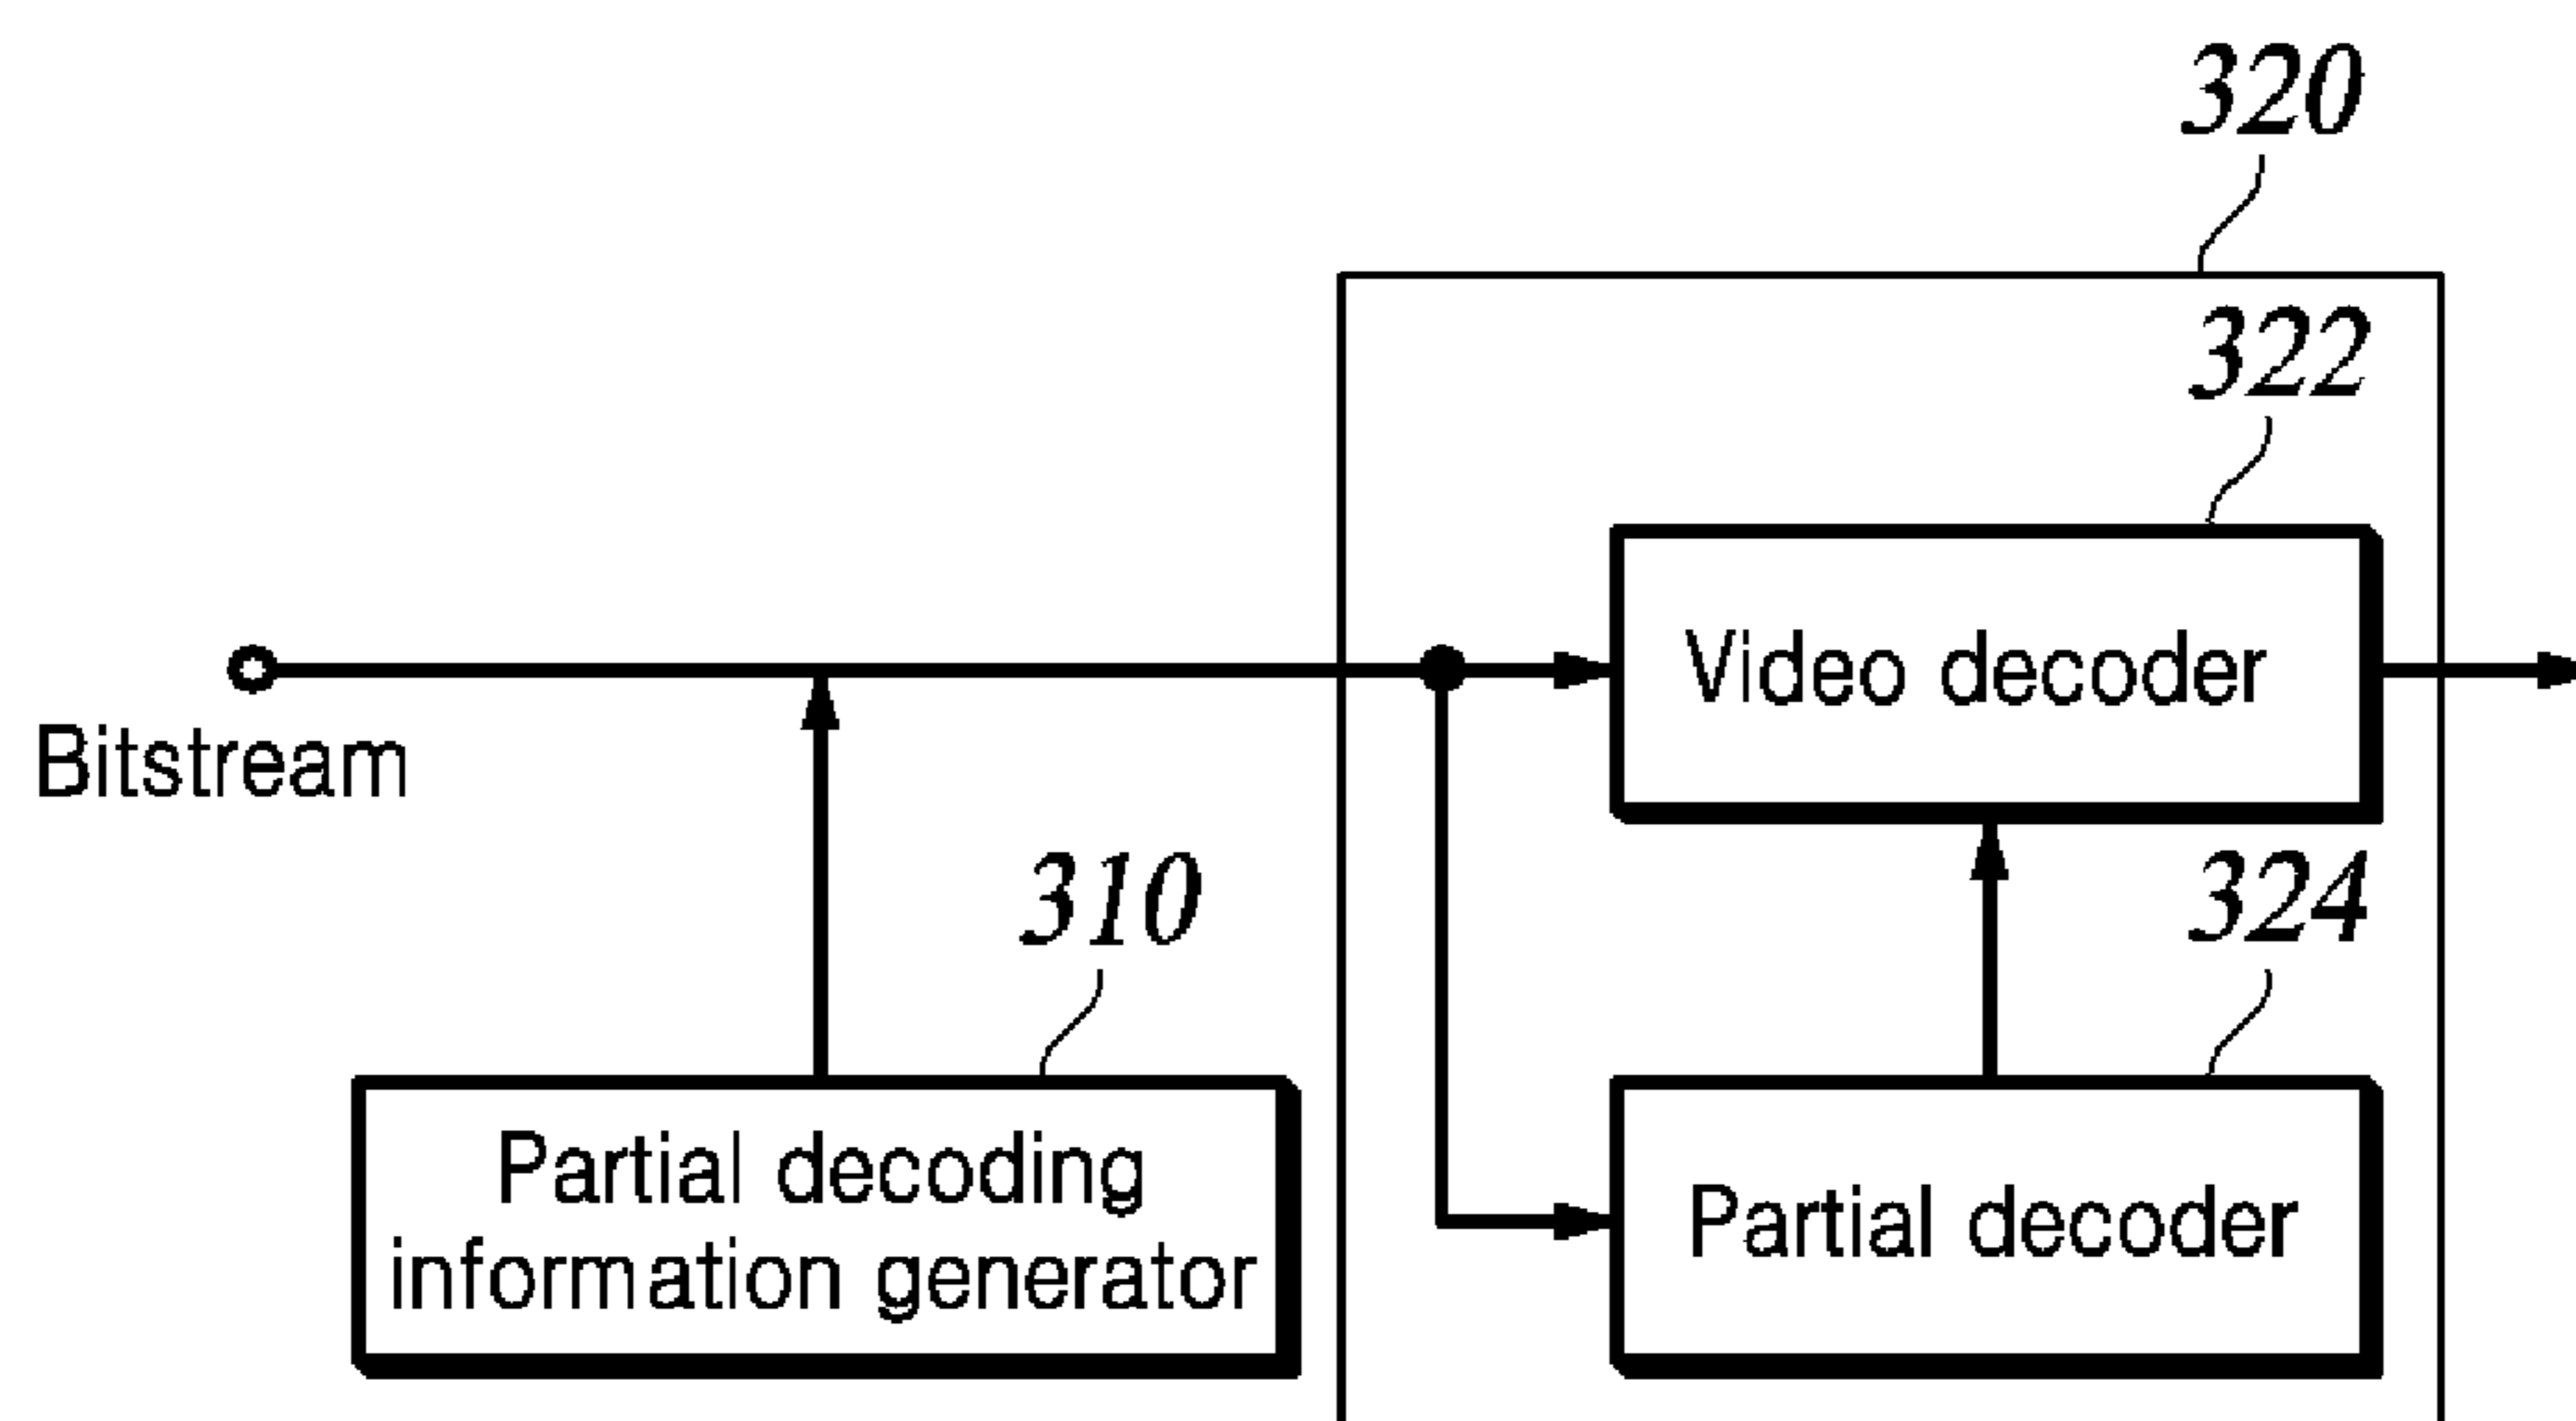 320
322
Video decoder
Bitstream
310
324
Partial decoding
information generator
Partial decoder